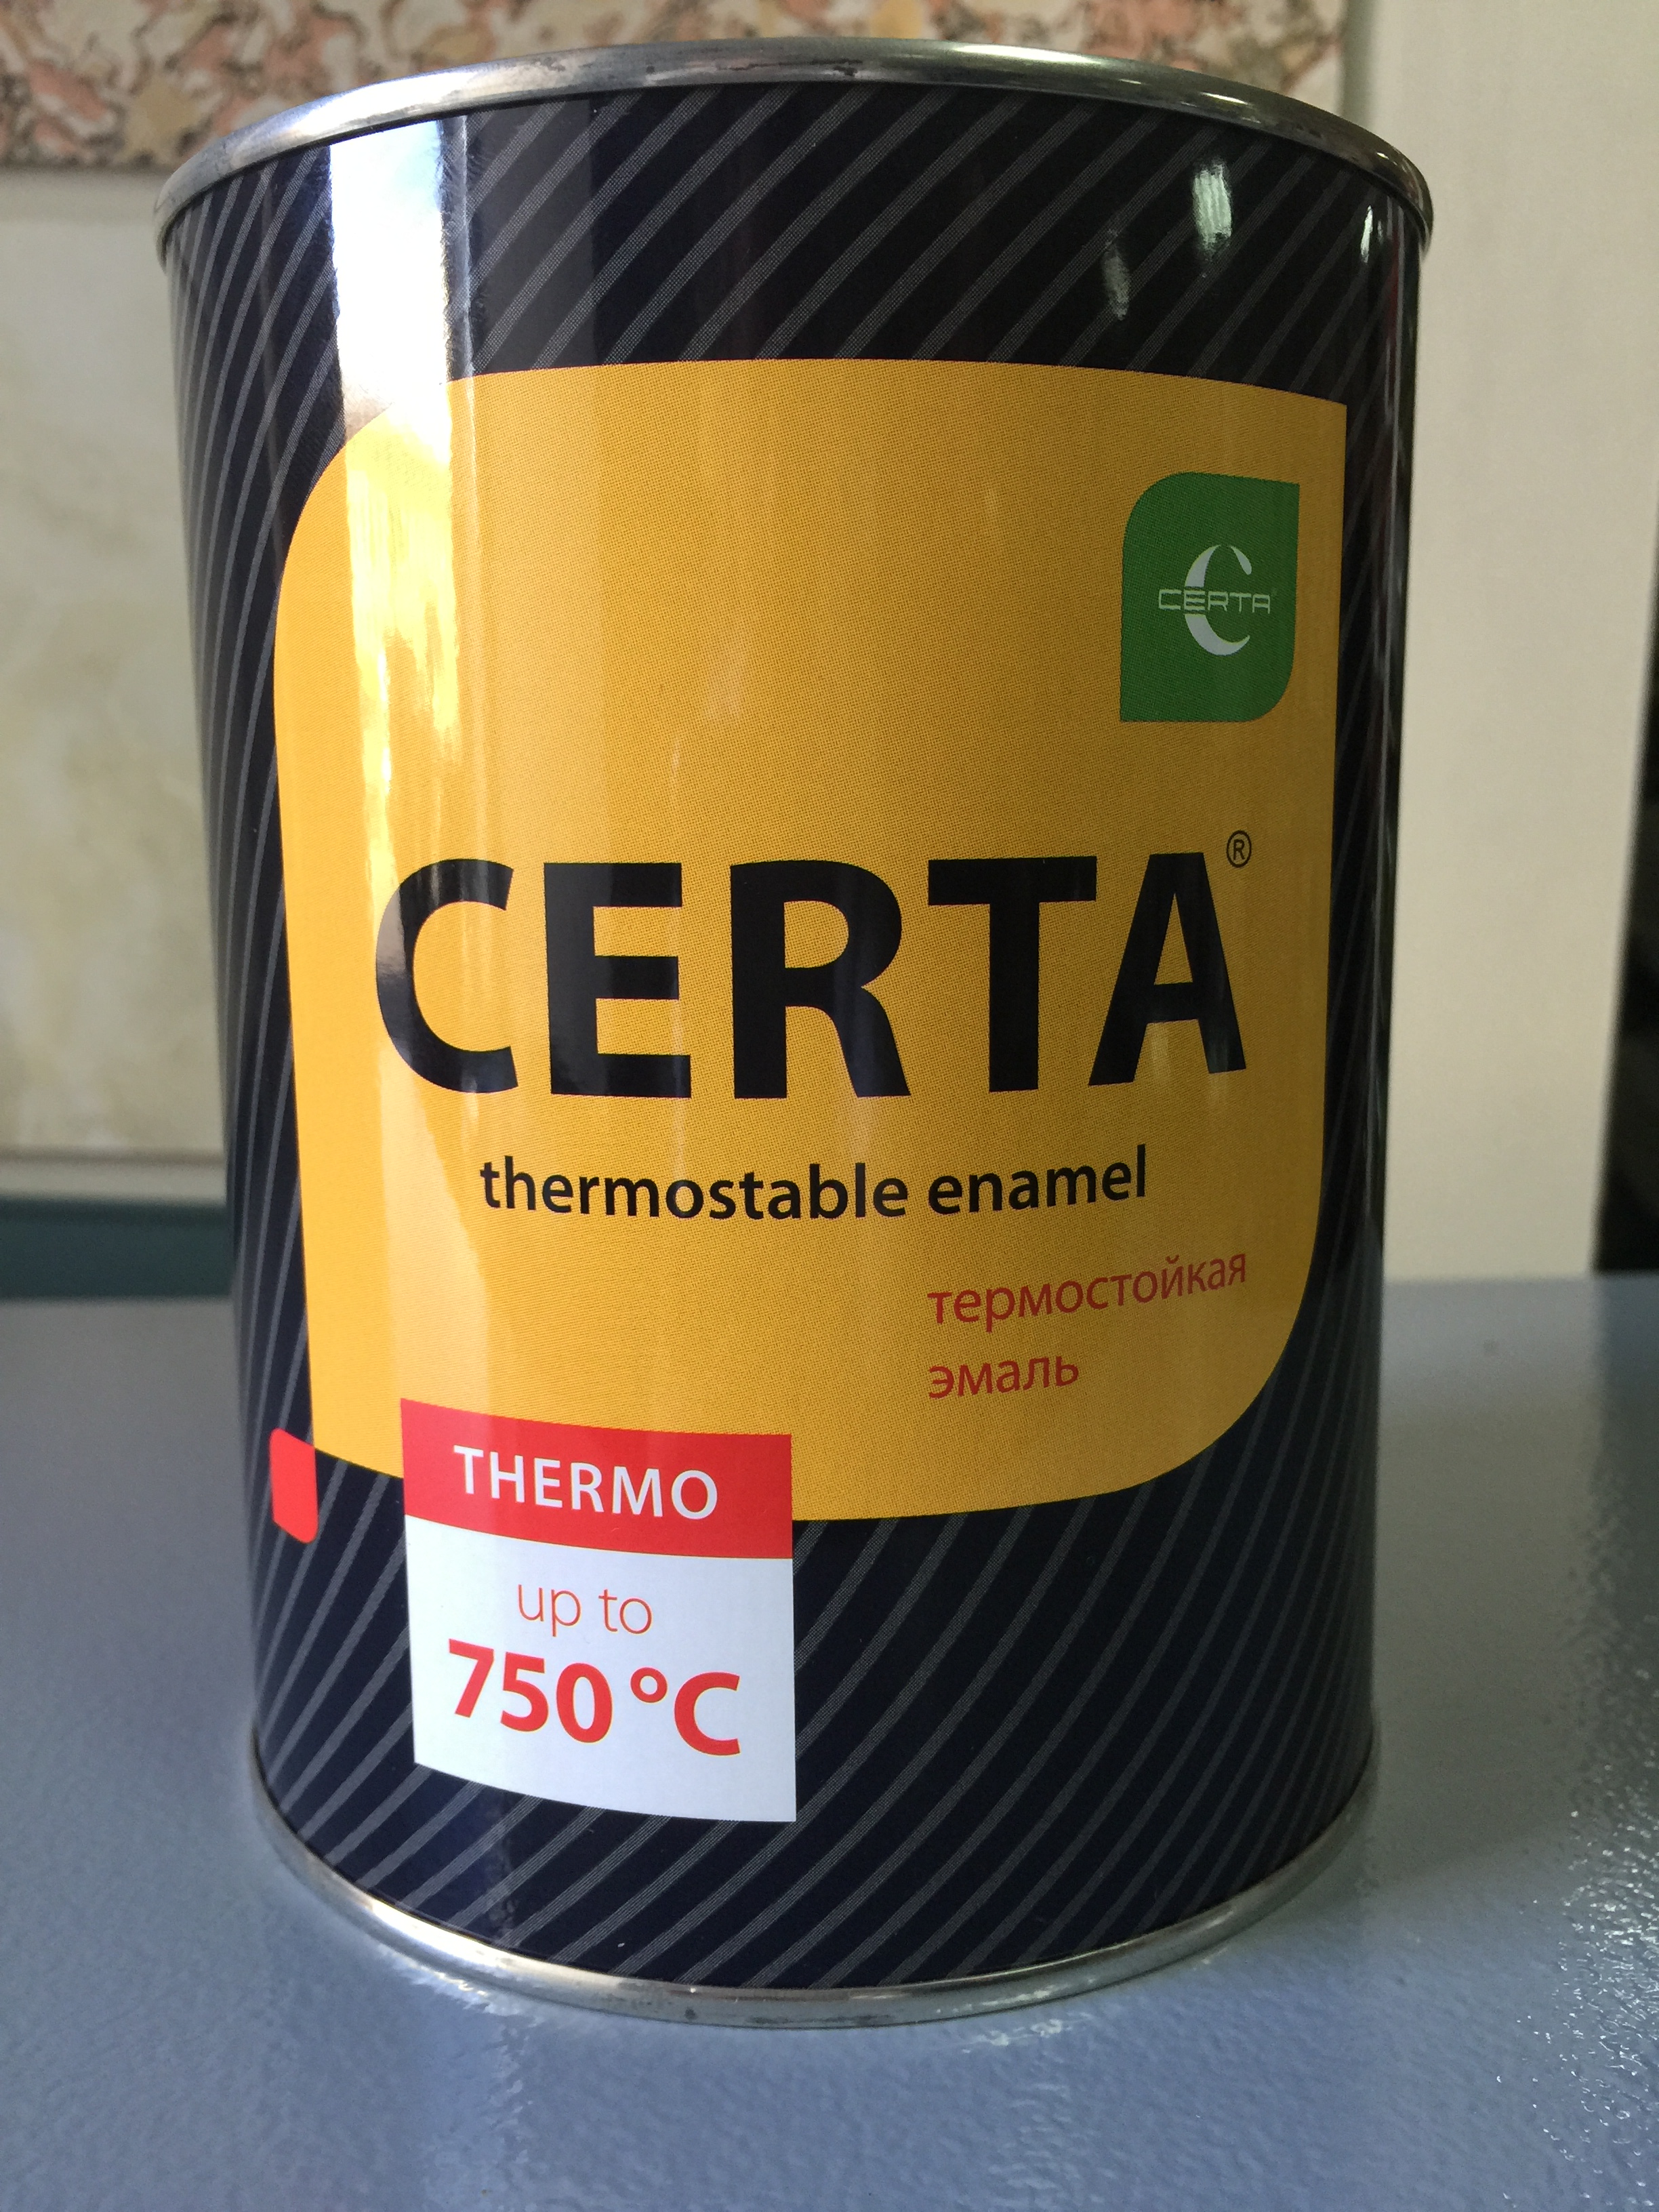 CERTA®
CERTA®
thermostable enamel
термостойкая
эмаль
THERMO
up to
750 °C